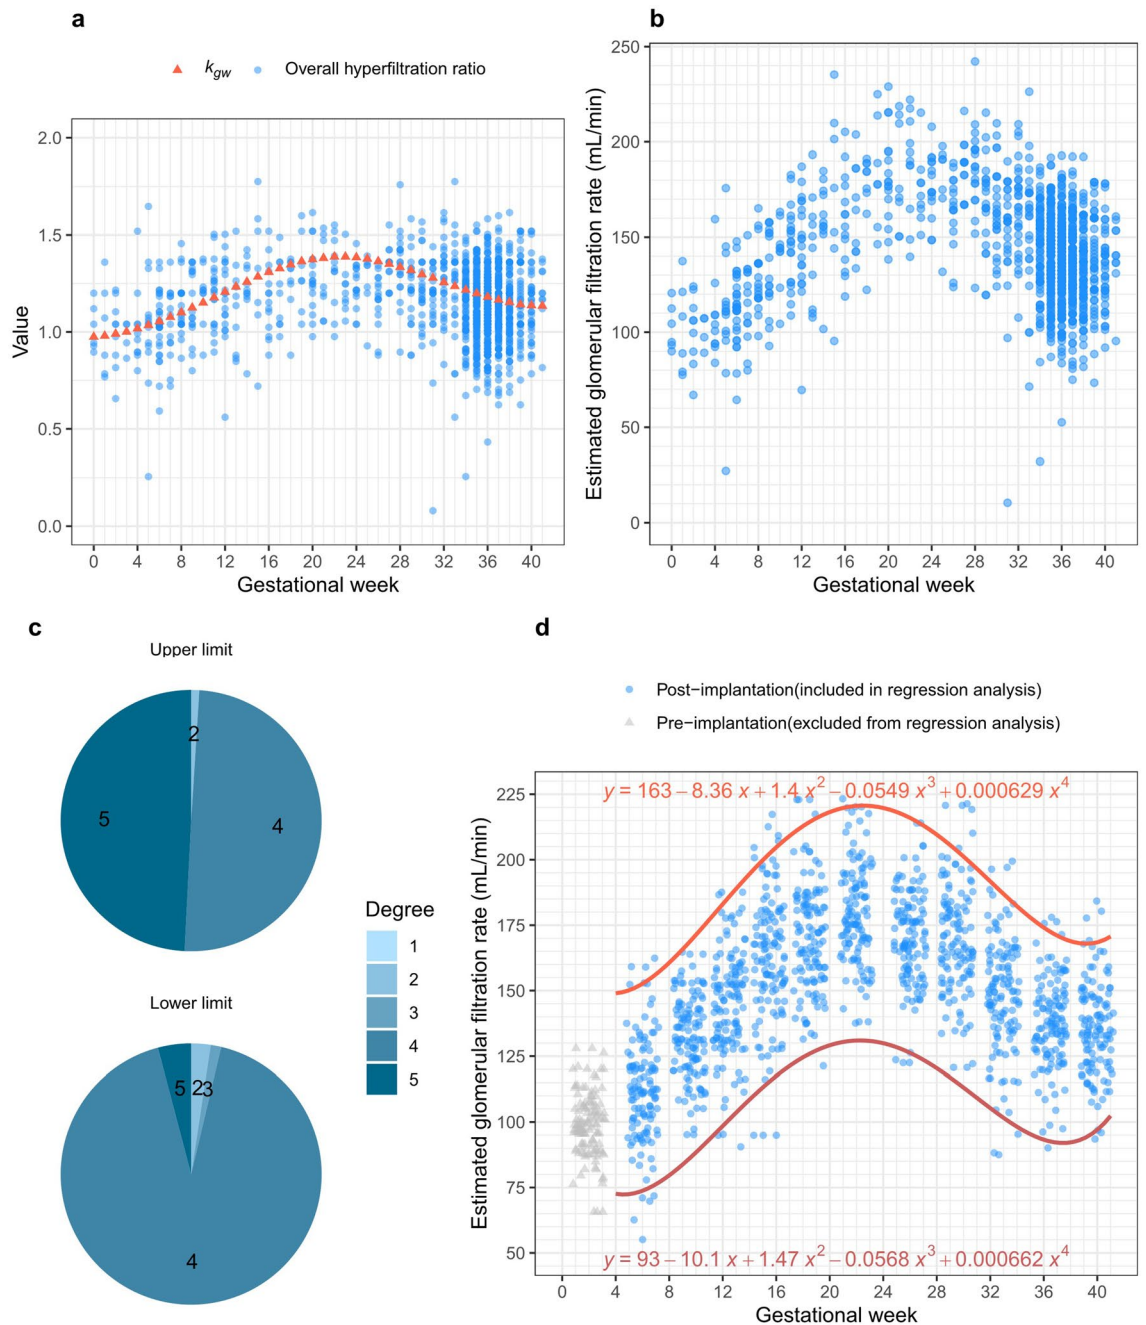 a
k_gw Overall hyperfiltration ratio
2.0
1.5
1.0
0.5
0.0
Value
0 4 8 12 16 20 24 28 32 36 40
Gestational week
b
250
200
150
100
50
0
Estimated glomerular filtration rate (mL/min)
0 4 8 12 16 20 24 28 32 36 40
Gestational week
c
Upper limit
2
5
4
Lower limit
5 2 3
4
Degree
1
2
3
4
5
d
Post−implantation(included in regression analysis)
Pre−implantation(excluded from regression analysis)
y = 163 − 8.36 x + 1.4 x² − 0.0549 x³ + 0.000629 x⁴
225
200
175
150
125
100
75
50
Estimated glomerular filtration rate (mL/min)
y = 93 − 10.1 x + 1.47 x² − 0.0568 x³ + 0.000662 x⁴
0 4 8 12 16 20 24 28 32 36 40
Gestational week